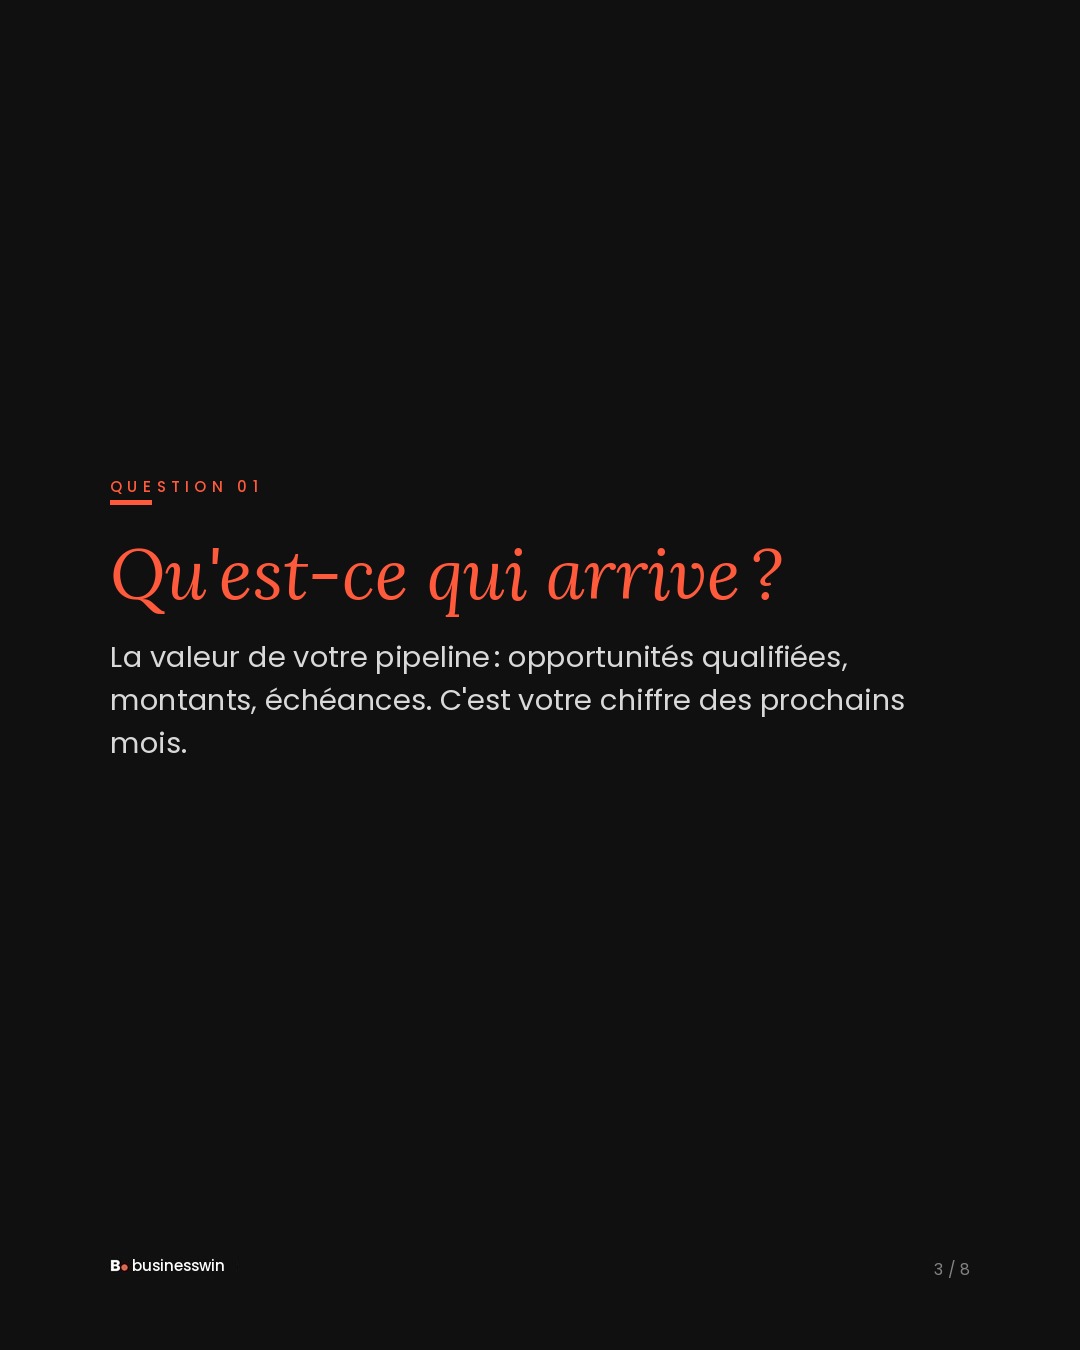 QUESTION 01
Qu'est-ce qui arrive ?
La valeur de votre pipeline : opportunités qualifiées,
montants, échéances. C'est votre chiffre des prochains
mois.
B• businesswin
3 / 8